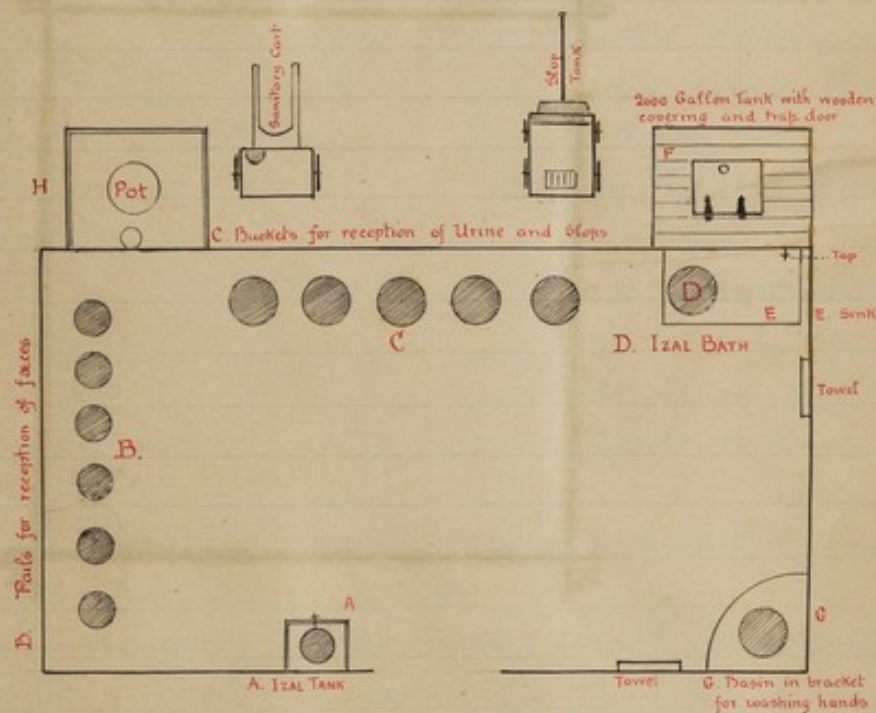 Sanitary Cart
Slop
Tank
2000 Gallon Tank with wooden
covering and trap door
F
H
Pot
C. Buckets for reception of Urine and Slops
Tap
D
E
E. Sink
C
D. IZAL BATH
Towel
B. Pails for reception of fæces
B.
A
G
A. IZAL TANK
Towel
G. Basin in bracket
for washing hands